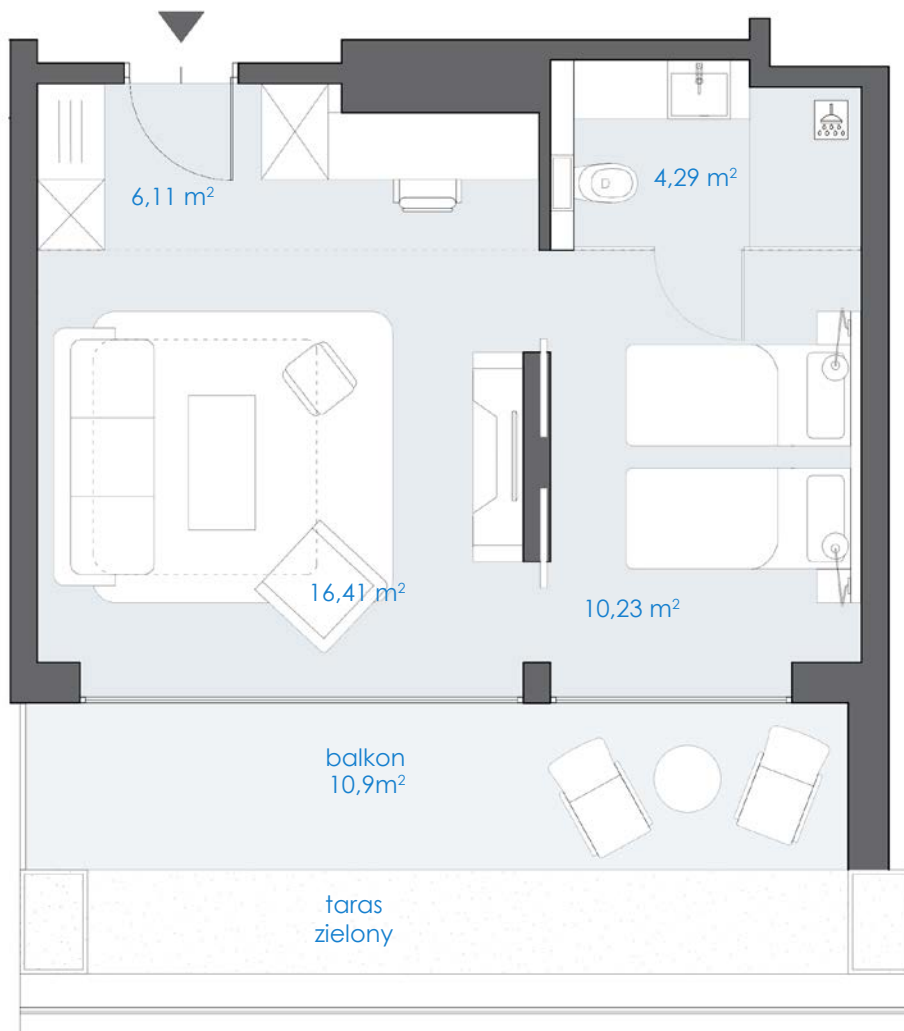 6,11 m²
4,29 m²
16,41 m²
10,23 m²
balkon
10,9m²
taras
zielony